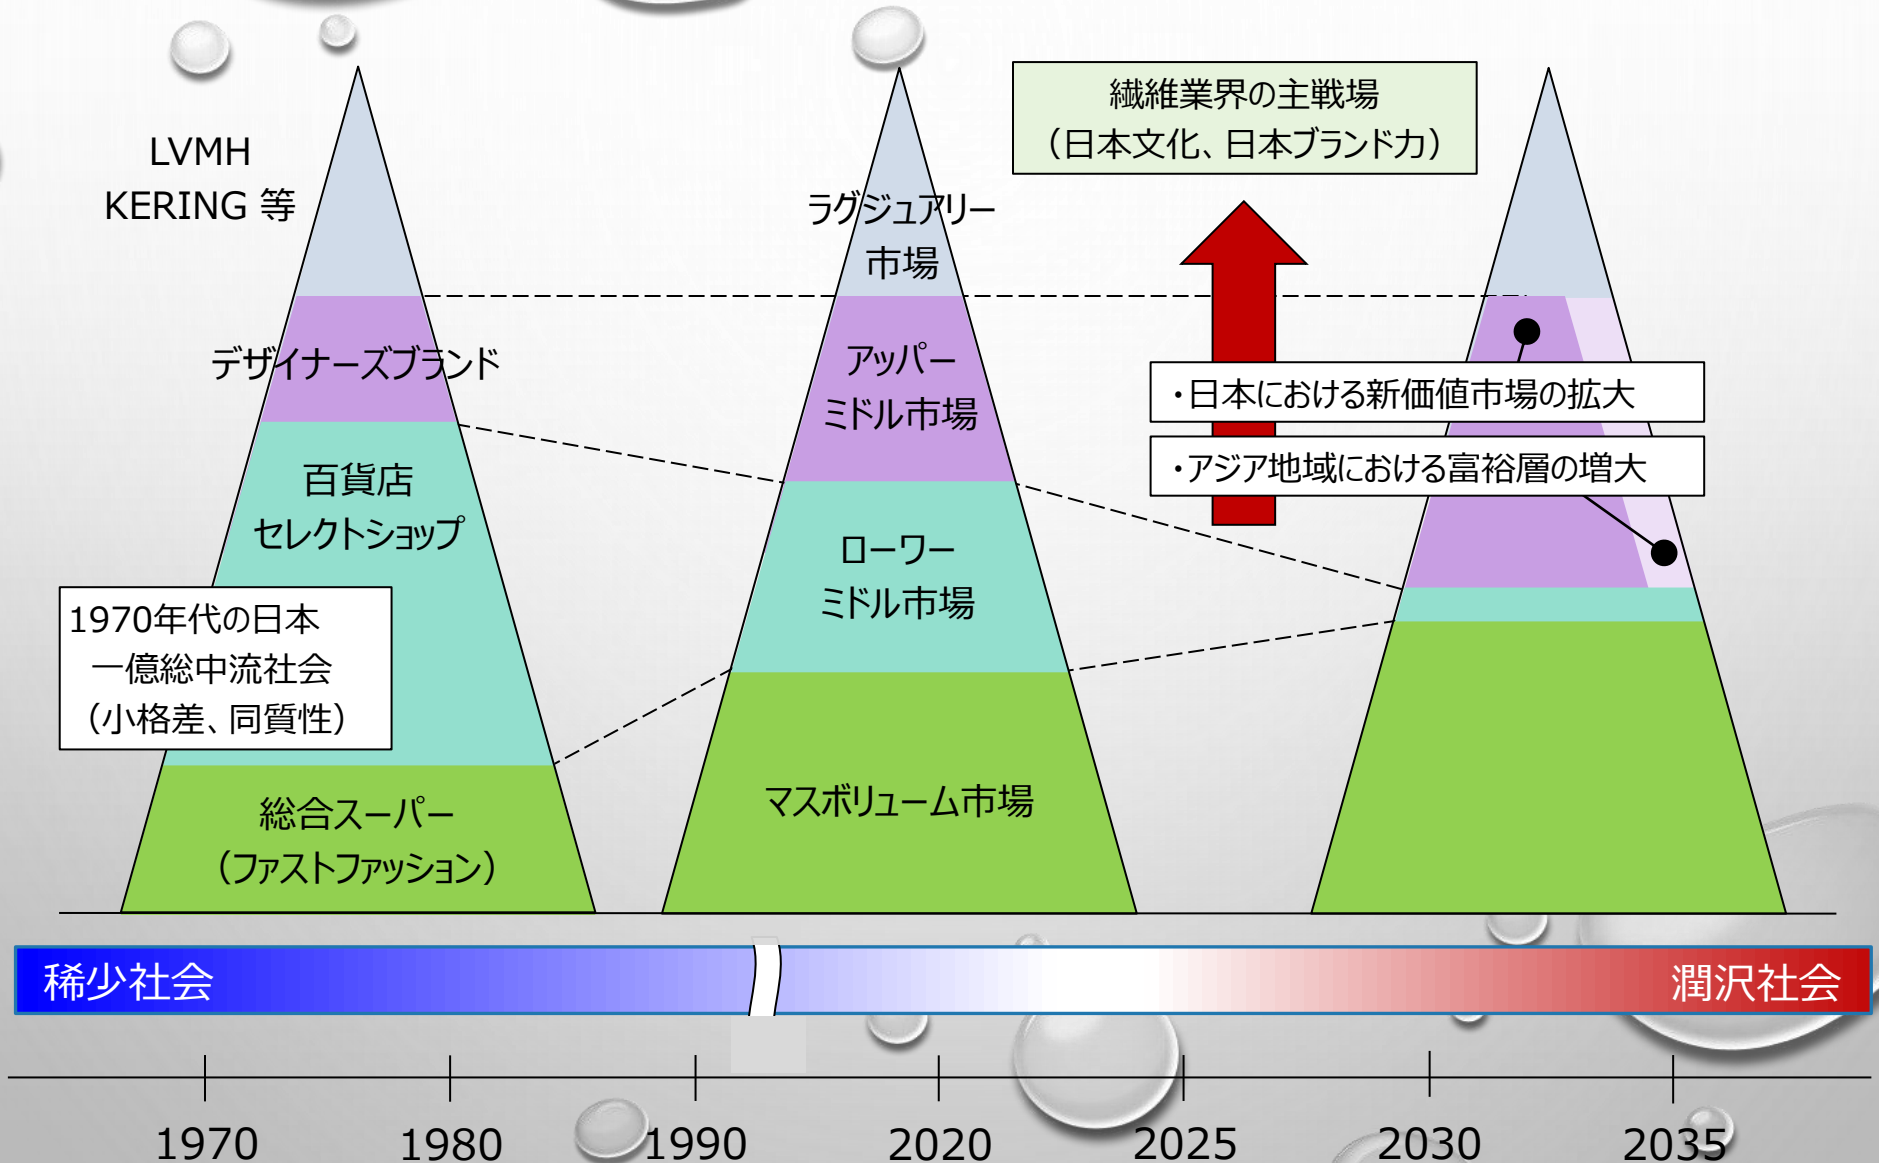 LVMH
KERING 等
デザイナーズブランド
百貨店
セレクトショップ
1970年代の日本
一億総中流社会
（小格差、同質性）
総合スーパー
（ファストファッション）
ラグジュアリー
市場
アッパー
ミドル市場
ローワー
ミドル市場
マスボリューム市場
繊維業界の主戦場
（日本文化、日本ブランド力）
・日本における新価値市場の拡大
・アジア地域における富裕層の増大
稀少社会
潤沢社会
1970
1980
1990
2020
2025
2030
2035